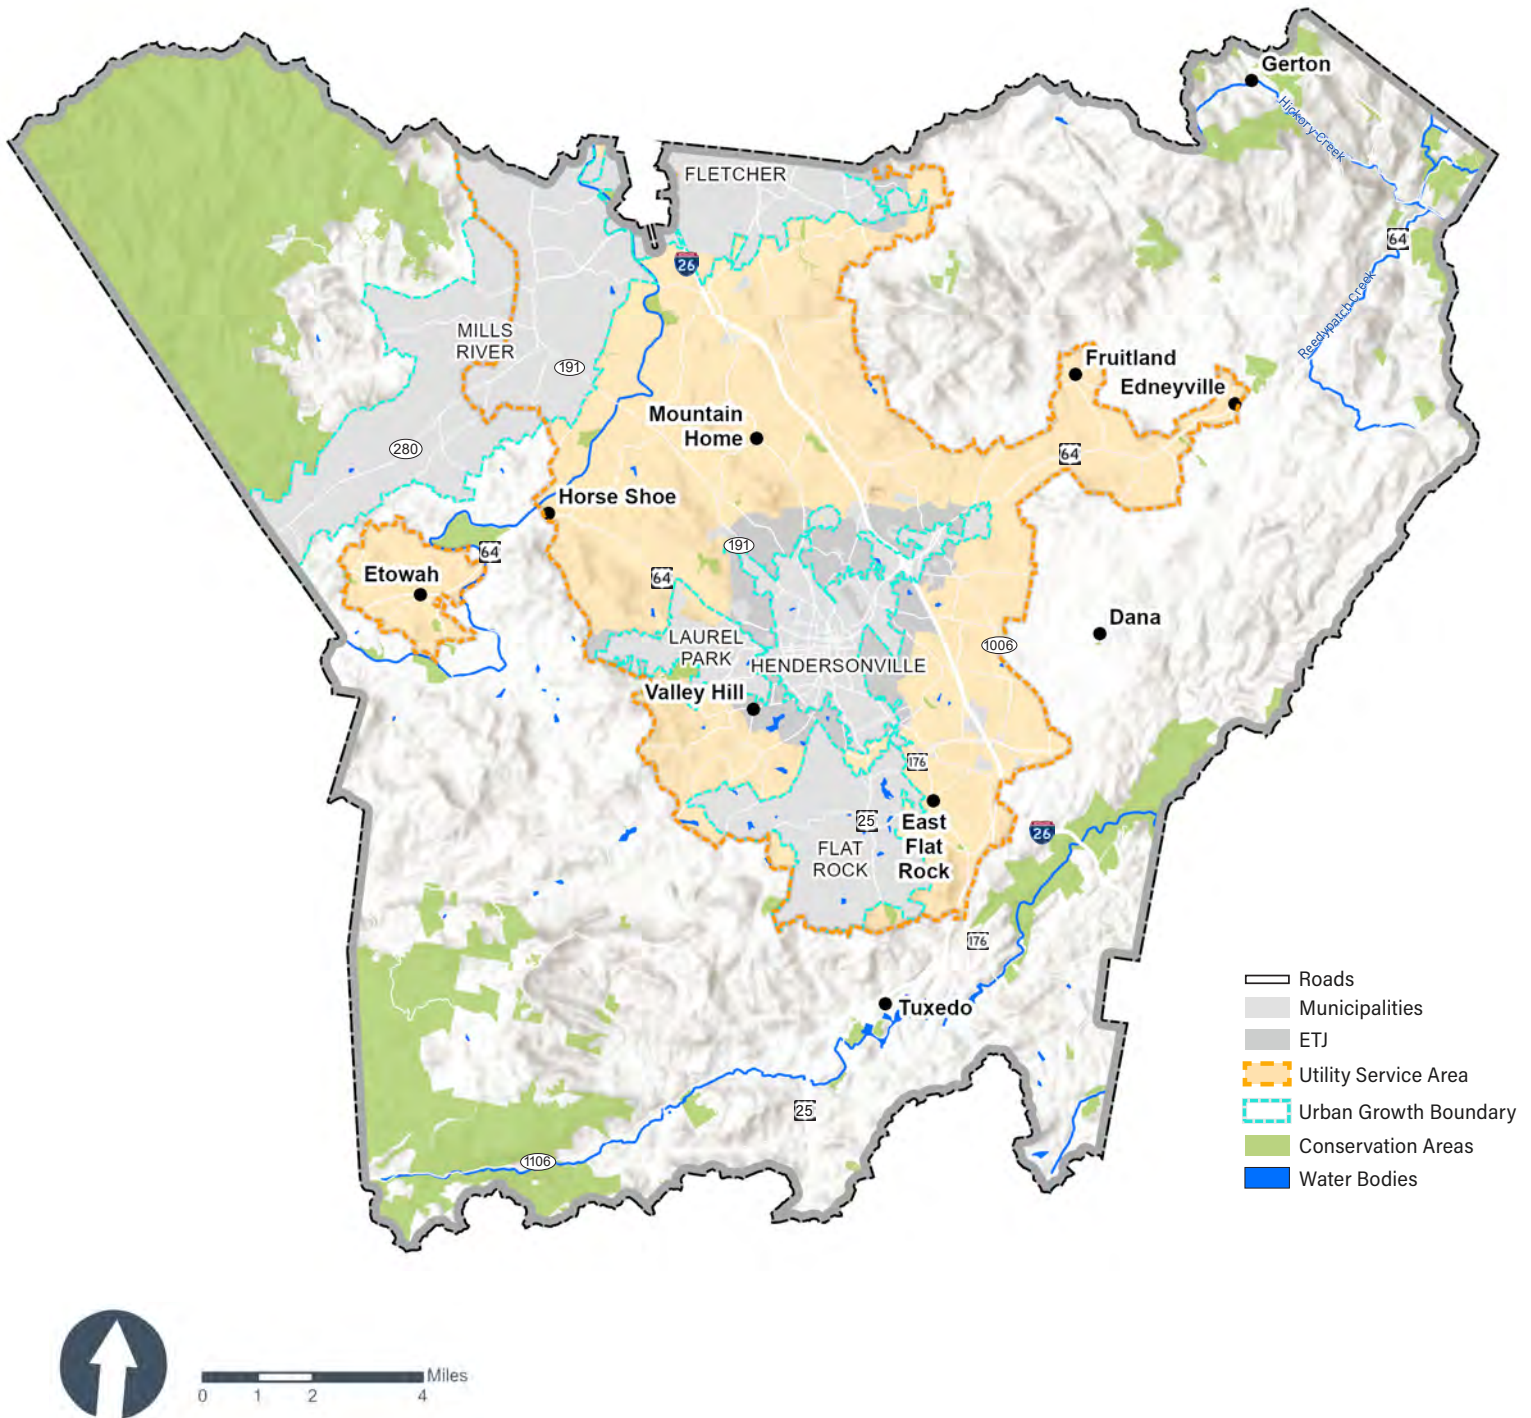 Gerton
Hickory Creek
FLETCHER
64
26
Reedypatch Creek
MILLS
RIVER
191
Fruitland
Edneyville
Mountain
Home
280
64
Horse Shoe
191
64
Etowah
64
Dana
LAUREL
PARK
HENDERSONVILLE
1006
Valley Hill
176
25
East
Flat
Rock
26
FLAT
ROCK
176
Tuxedo
25
1106
Roads
Municipalities
ETJ
Utility Service Area
Urban Growth Boundary
Conservation Areas
Water Bodies
Miles
0 1 2 4